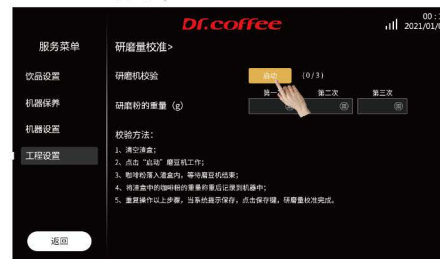 Dr.coffee
00:
2021/01/0
服务菜单
研磨量校准>
饮品设置
研磨机校验
启动
(0/3)
第一
第二次
第三次
机器保养
研磨粉的重量（g）
机器设置
校验方法：
工程设置
1、清空渣盒；
2、点击“启动”磨豆机工作；
3、咖啡粉落入渣盒内，等待磨豆机结束；
4、将渣盒中的咖啡粉的重量称重后记录到机器中；
5、重复操作以上步骤，当系统提示保存，点击保存键，研磨量校准完成。
返回